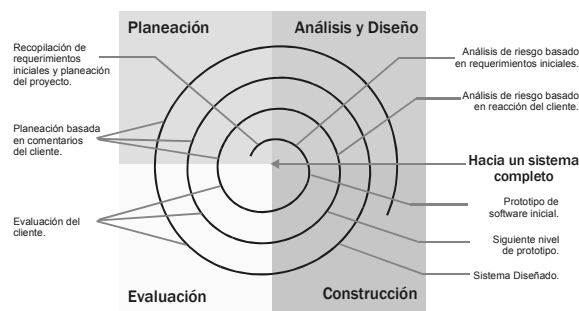 Planeación
Análisis y Diseño
Recopilación de
requerimientos
iniciales y planeación
del proyecto.
Planeación basada
en comentarios
del cliente.
Evaluación del
cliente.
Análisis de riesgo basado
en requerimientos iniciales.
Análisis de riesgo basado
en reacción del cliente.
Hacia un sistema
completo
Prototipo de
software inicial.
Siguiente nivel
de prototipo.
Sistema Diseñado.
Evaluación
Construcción